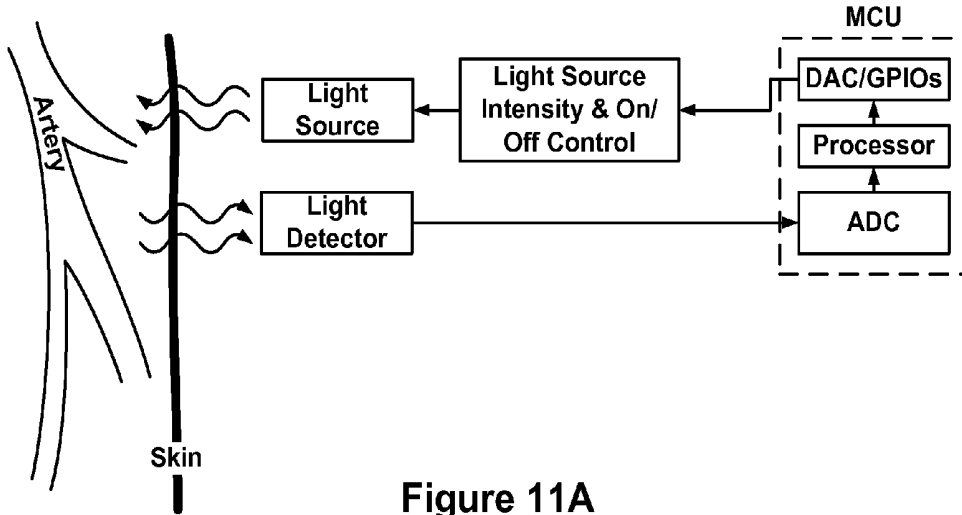 MCU
Artery
Light
Source
Light Source
Intensity & On/
Off Control
DAC/GPIOs
Processor
Light
Detector
ADC
Skin
Figure 11A